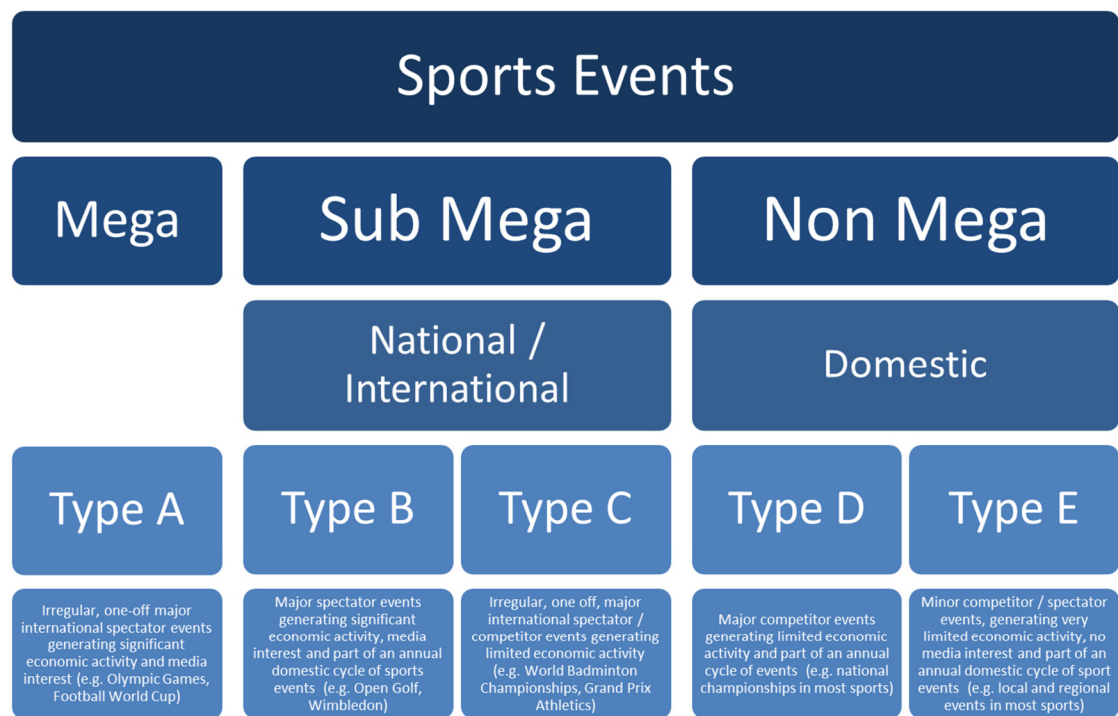 Sports Events
Mega
Sub Mega
Non Mega
National /
International
Domestic
Type A
Type B
Type C
Type D
Type E
Irregular, one-off major
international spectator events
generating significant
economic activity and media
interest (e.g. Olympic Games,
Football World Cup)
Major spectator events
generating significant
economic activity, media
interest and part of an annual
domestic cycle of sports
events (e.g. Open Golf,
Wimbledon)
Irregular, one off, major
international spectator /
competitor events generating
limited economic activity
(e.g. World Badminton
Championships, Grand Prix
Athletics)
Major competitor events
generating limited economic
activity and part of an annual
cycle of events (e.g. national
championships in most sports)
Minor competitor / spectator
events, generating very
limited economic activity, no
media interest and part of an
annual domestic cycle of sport
events (e.g. local and regional
events in most sports)